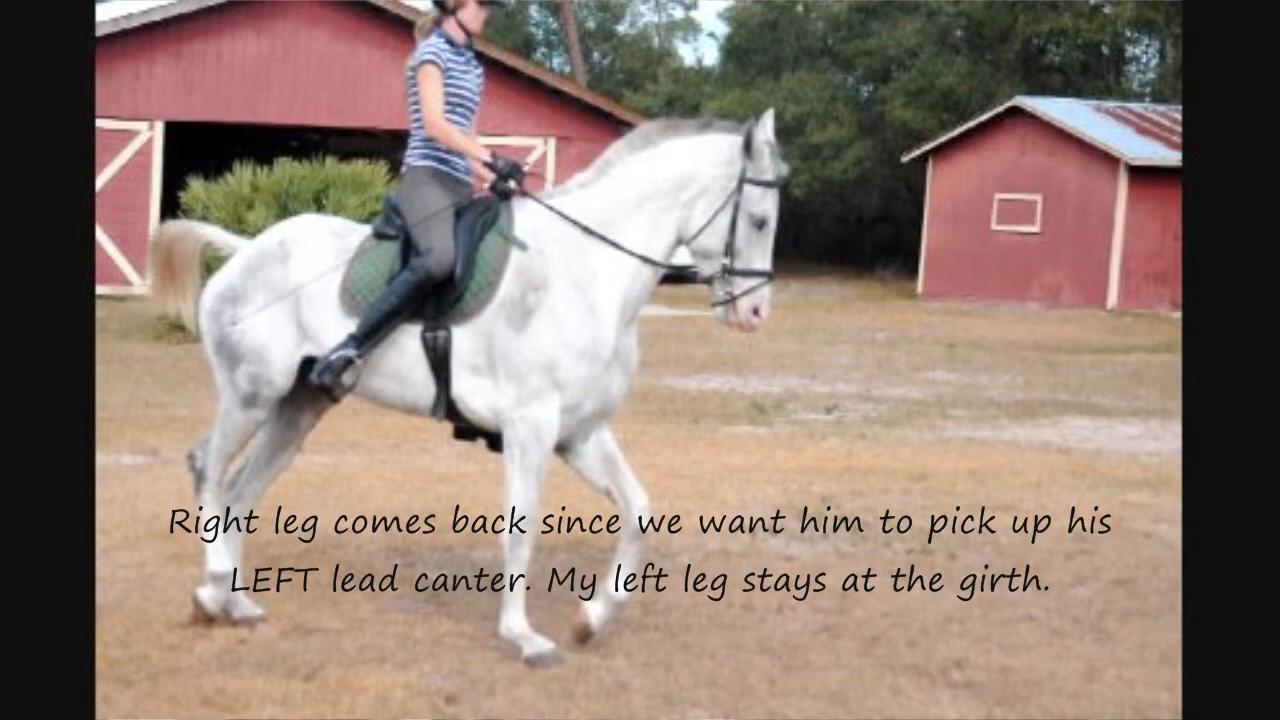 Right leg comes back since we want him to pick up his
LEFT lead canter. My left leg stays at the girth.